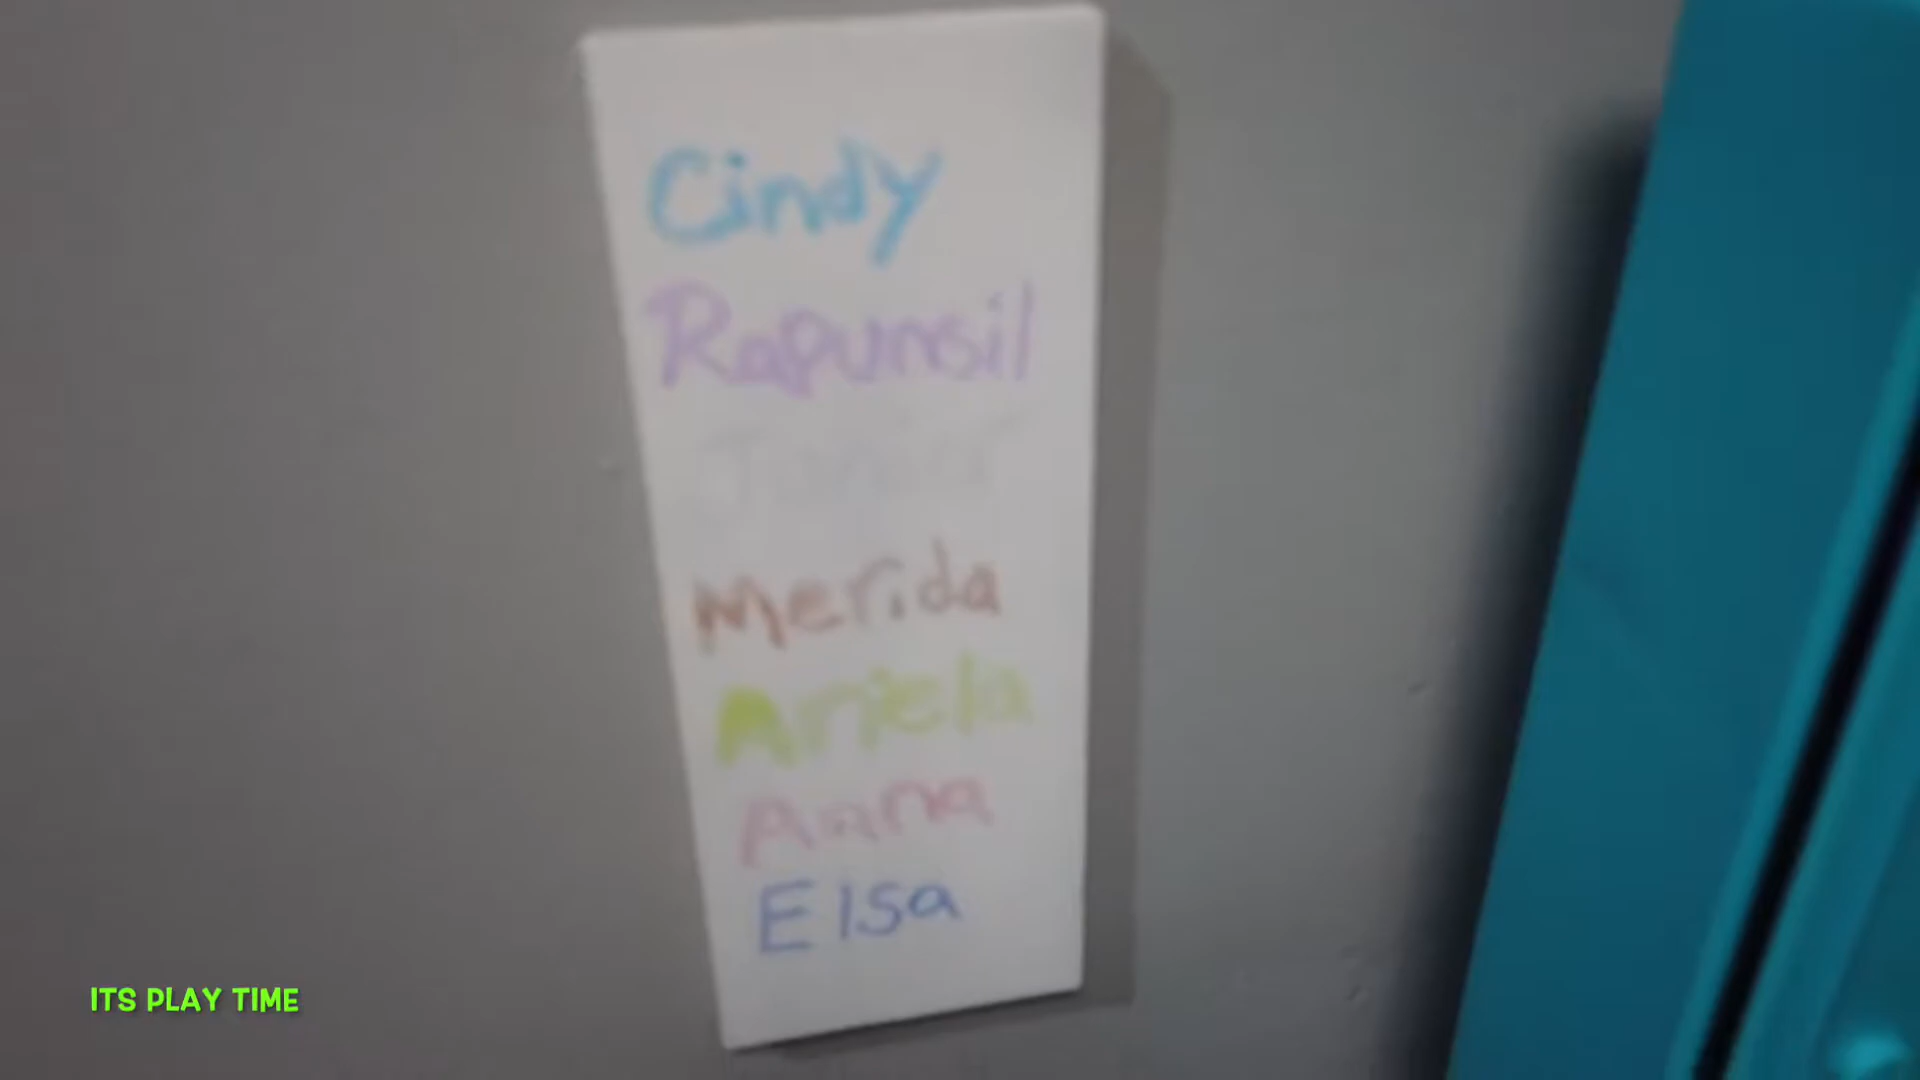 Cindy
Rapunsil
Merida
Ariela
Anna
Elsa
ITS PLAY TIME